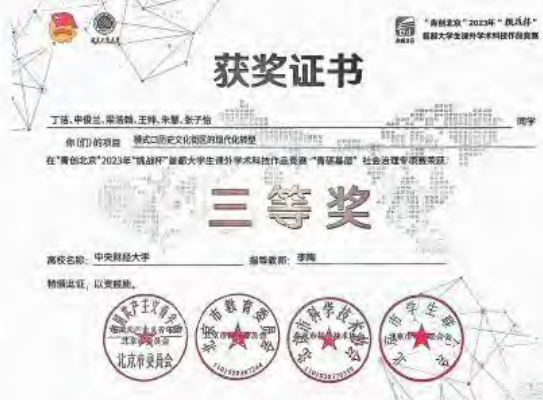 "青创北京"2023年"挑战杯"
首都大学生课外学术科技作品竞赛
获奖证书
丁洁、申俊兰、梁浩翰、王烨、朱慧、张子怡 同学
你(们)的项目 模式口历史文化街区的现代化转型
在"青创北京"2023年"挑战杯"首都大学生课外学术科技作品竞赛"青砺基层"社会治理专项赛荣获
三等奖
高校名称: 中央财经大学 指导教师: 李陶
特颁此证,以资鼓励。
北京市委员会
北京市教育委员会
北京市科学技术协会
北京市学生联合会